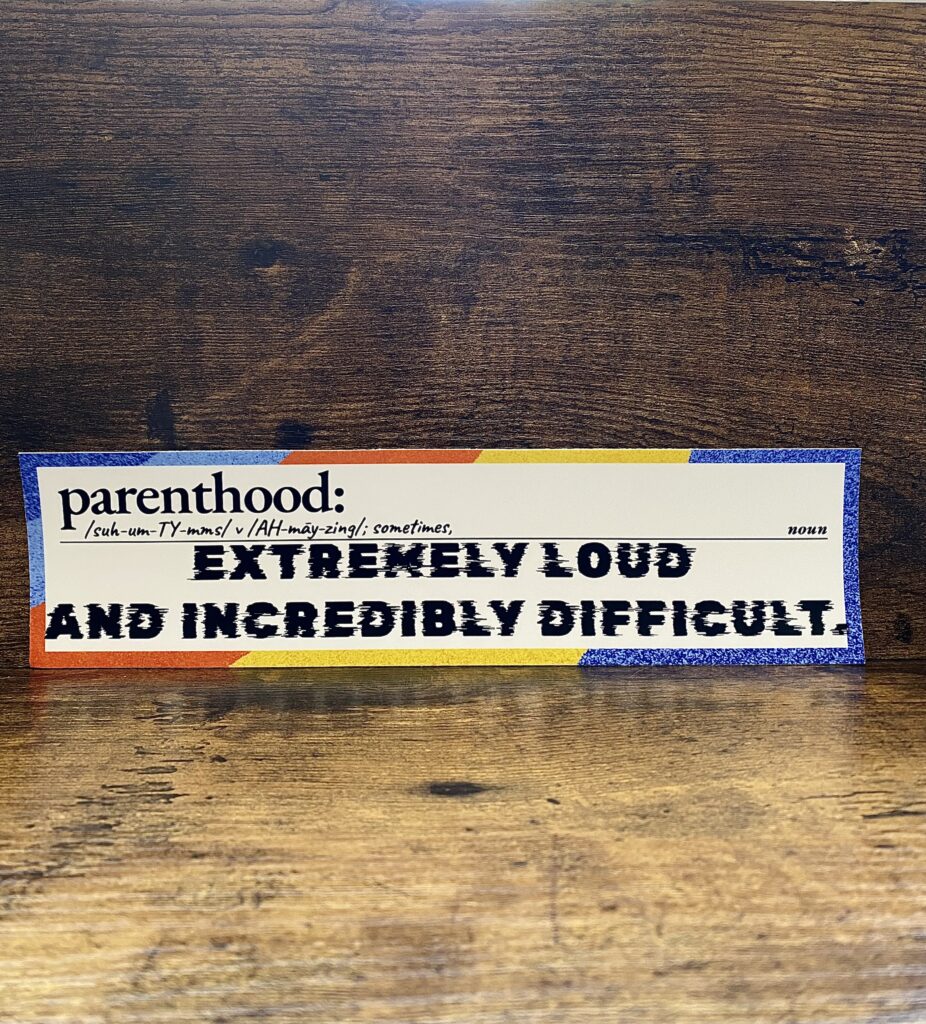 parenthood:
/suh-um-TY-mms/ v /AH-māy-zing/; sometimes,
noun
EXTREMELY LOUD
AND INCREDIBLY DIFFICULT.